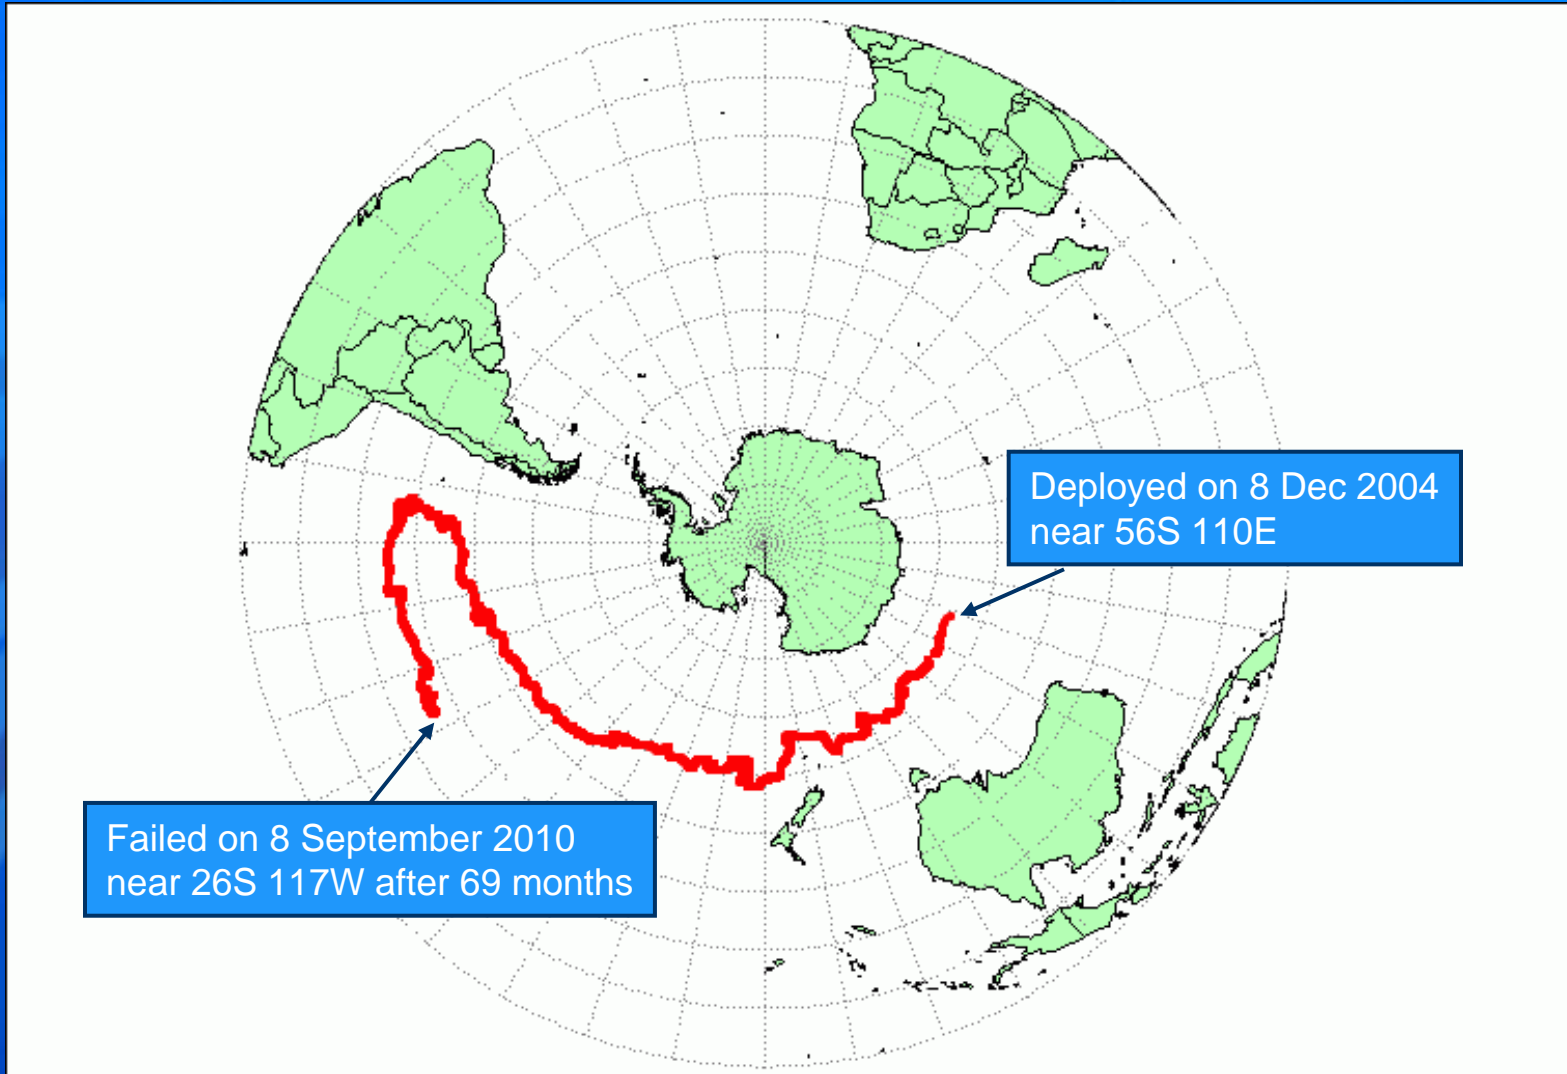 Deployed on 8 Dec 2004
near 56S 110E
Failed on 8 September 2010
near 26S 117W after 69 months